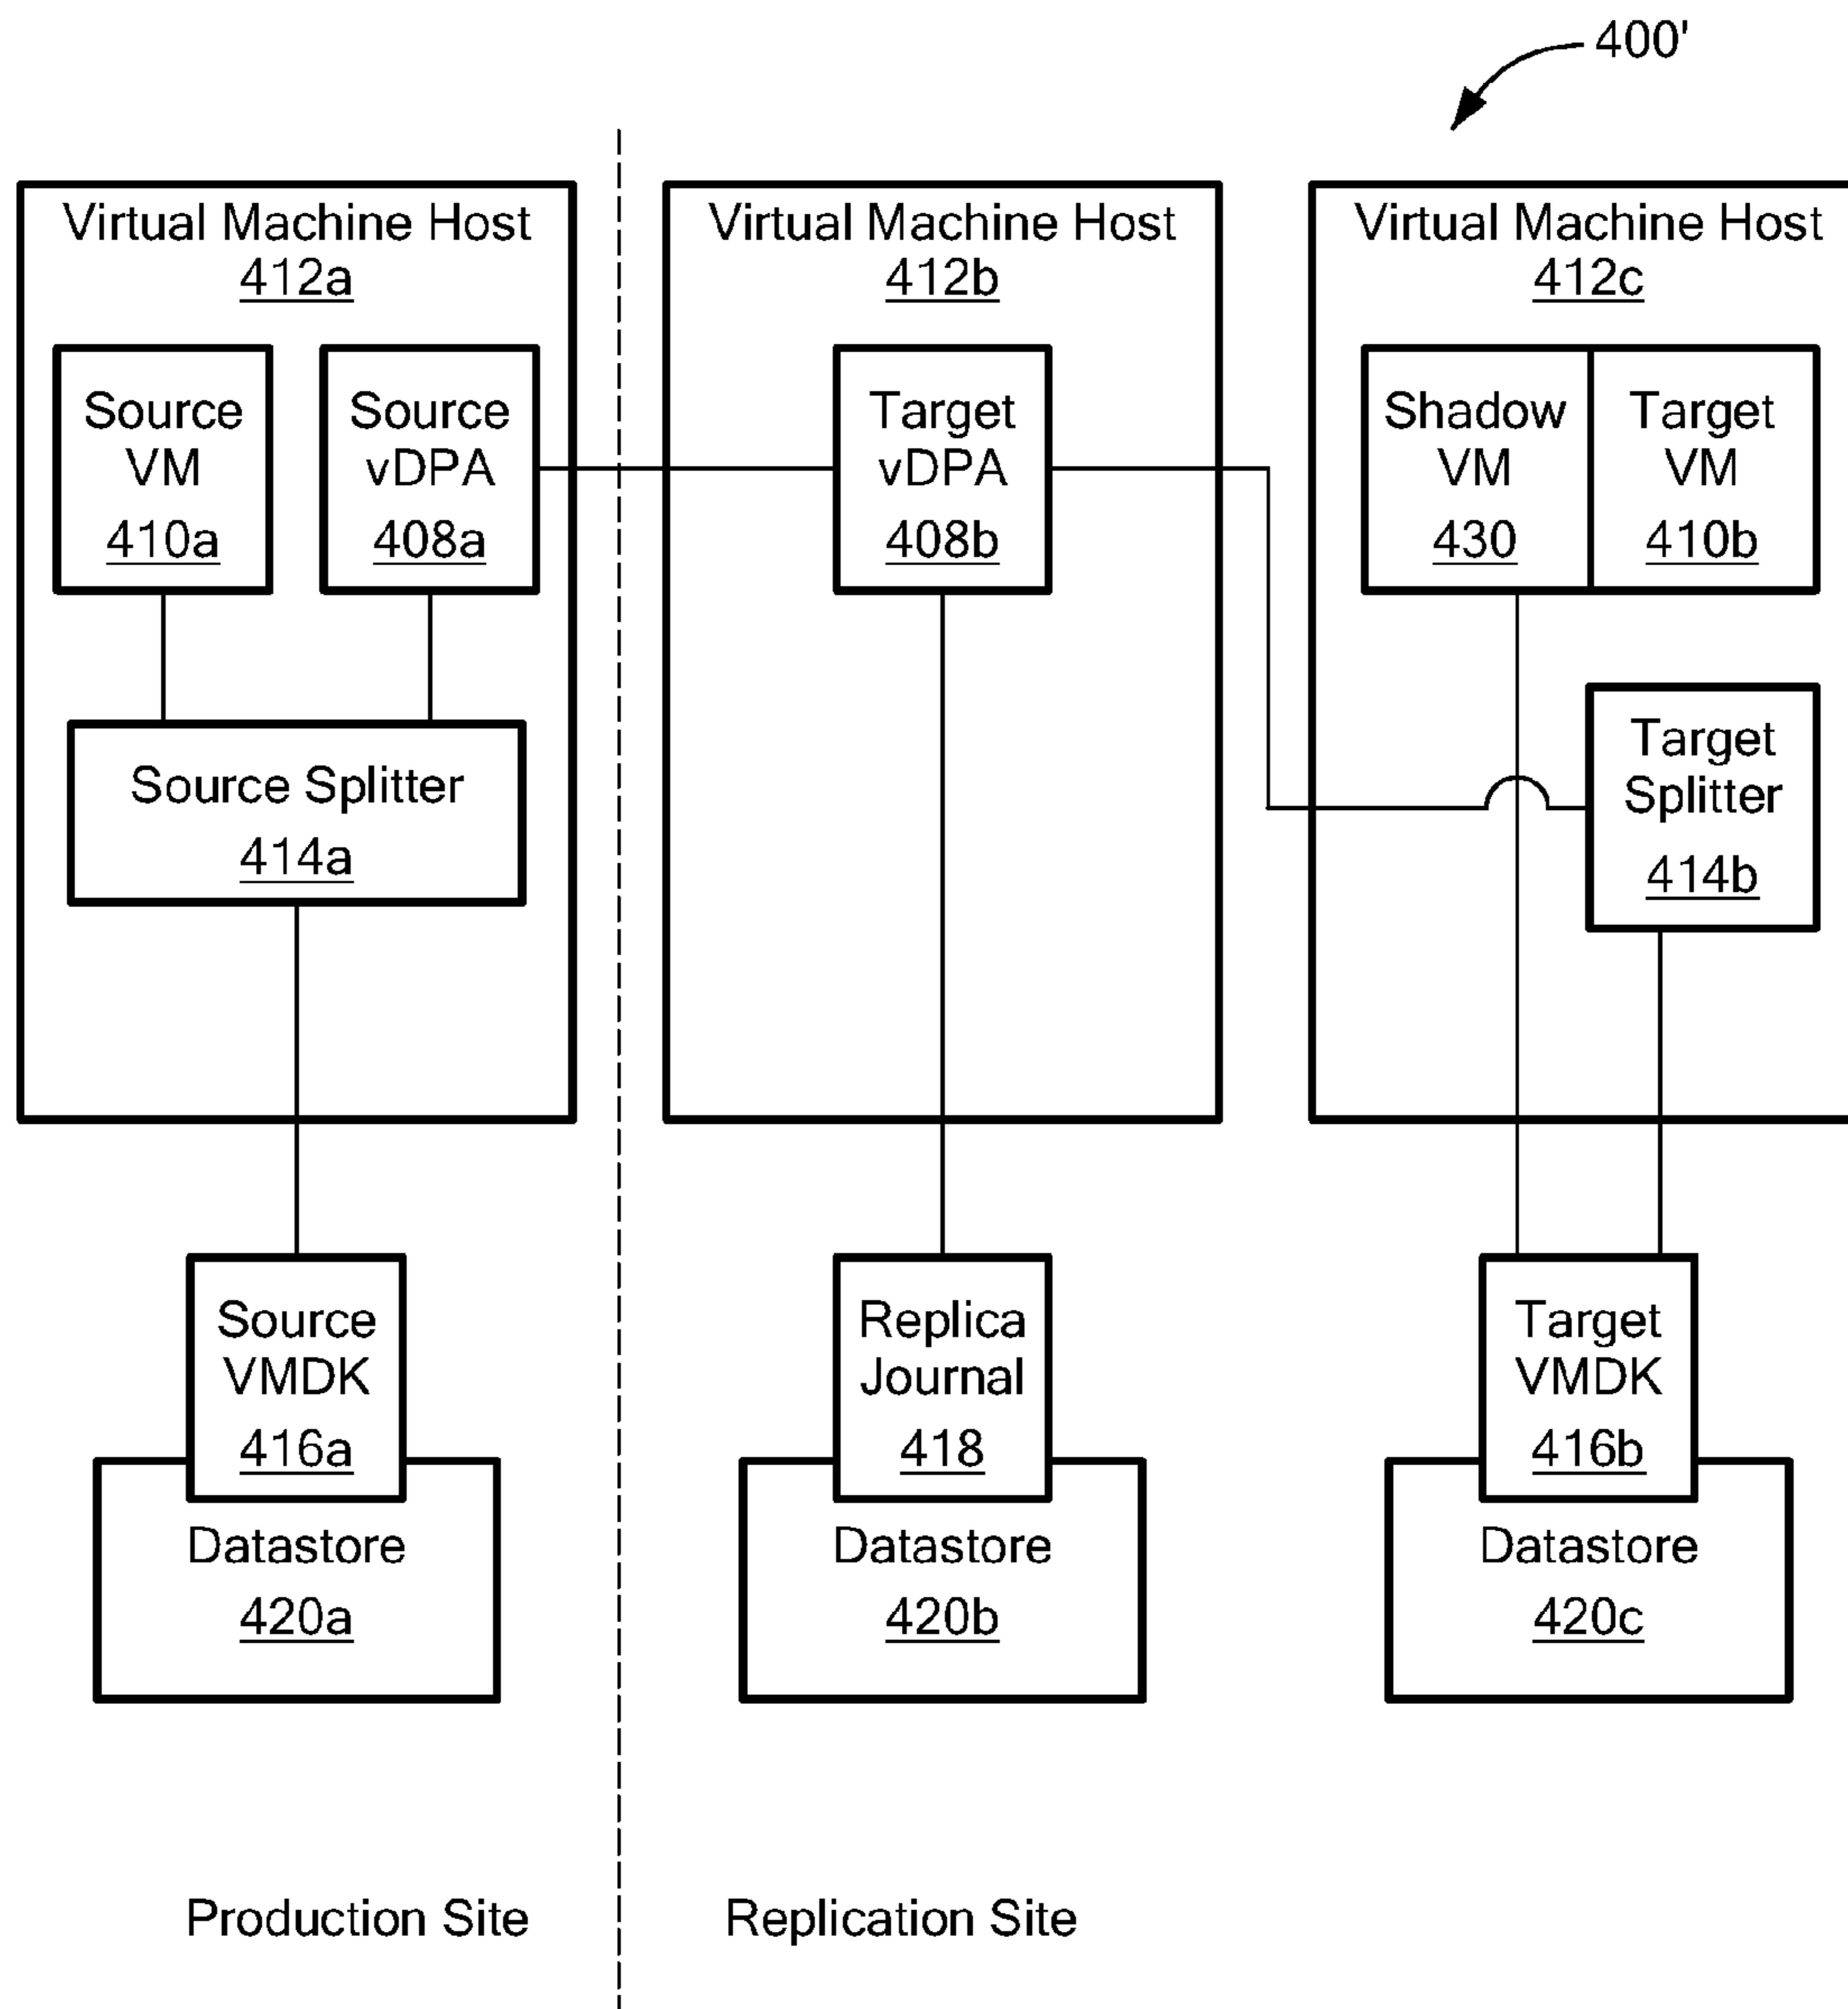 400'
Virtual Machine Host
412a
Source
VM
410a
Source
vDPA
408a
Source Splitter
414a
Source
VMDK
416a
Datastore
420a
Production Site
Virtual Machine Host
412b
Target
vDPA
408b
Replica
Journal
418
Datastore
420b
Replication Site
Virtual Machine Host
412c
Shadow
VM
430
Target
VM
410b
Target
Splitter
414b
Target
VMDK
416b
Datastore
420c